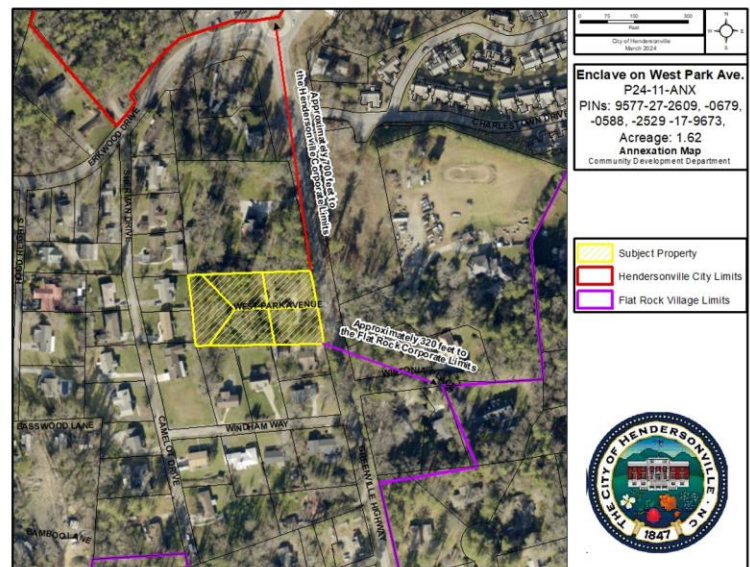 0 75 150 300
Feet
City of Hendersonville
March 2024
N
W E
S
Enclave on West Park Ave.
P24-11-ANX
PINs: 9577-27-2609, -0679,
-0588, -2529 -17-9673,
Acreage: 1.62
Annexation Map
Community Development Department
Subject Property
Hendersonville City Limits
Flat Rock Village Limits
THE CITY OF HENDERSONVILLE NC
1847
ERKWOOD DRIVE
CHARLESTOWN DRIVE
Approximately 700 feet to
the Hendersonville Corporate Limits
WEST PARK AVENUE
Approximately 320 feet to
the Flat Rock Corporate Limits
BASSWOOD LANE
CAMELOT DRIVE
WINDHAM WAY
GREENVILLE HIGHWAY
BAMBOO LANE